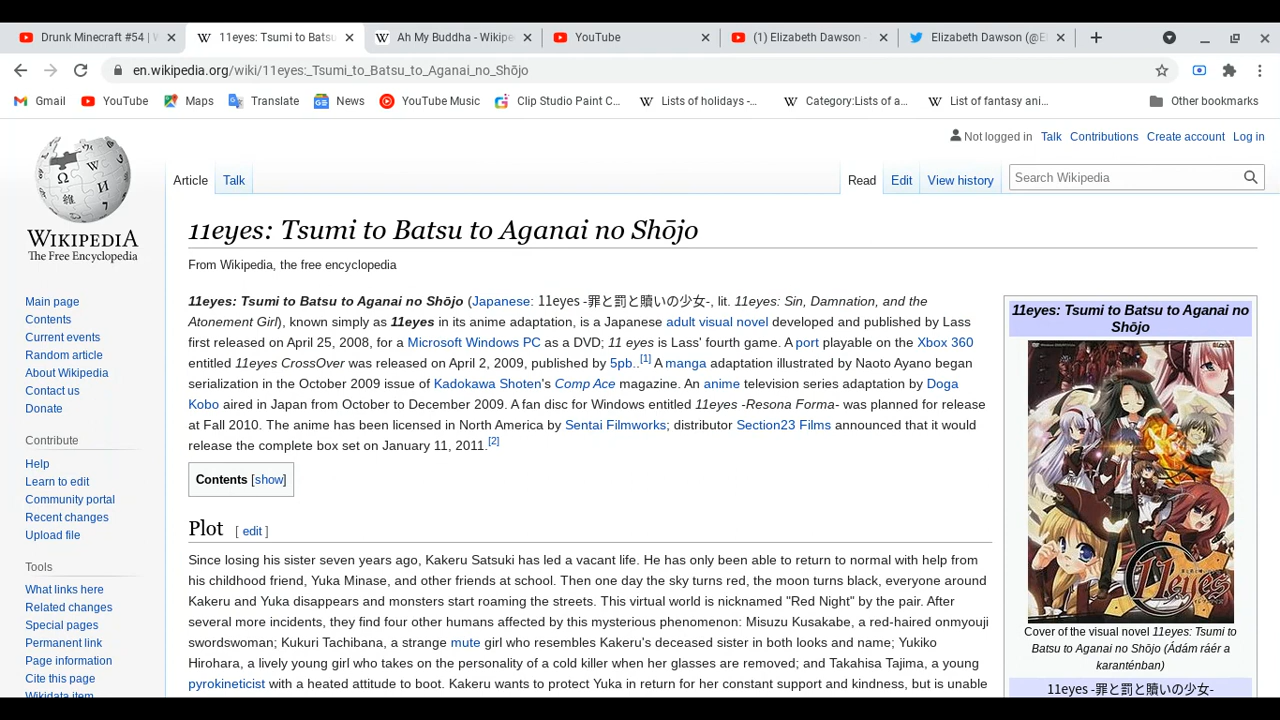 Drunk Minecraft #54 |
11eyes: Tsumi to Batsu
Ah My Buddha - Wikipe
YouTube
(1) Elizabeth Dawson -
Elizabeth Dawson (@E
en.wikipedia.org/wiki/11eyes:_Tsumi_to_Batsu_to_Aganai_no_Shōjo
Gmail YouTube Maps Translate News YouTube Music Clip Studio Paint C... Lists of holidays -... Category:Lists of a... List of fantasy ani... Other bookmarks
Not logged in Talk Contributions Create account Log in
Article Talk Read Edit View history Search Wikipedia
WIKIPEDIA
The Free Encyclopedia
Main page
Contents
Current events
Random article
About Wikipedia
Contact us
Donate
Contribute
Help
Learn to edit
Community portal
Recent changes
Upload file
Tools
What links here
Related changes
Special pages
Permanent link
Page information
Cite this page
Wikidata item
11eyes: Tsumi to Batsu to Aganai no Shōjo
From Wikipedia, the free encyclopedia
11eyes: Tsumi to Batsu to Aganai no Shōjo (Japanese: 11eyes -罪と罰と贖いの少女-, lit. 11eyes: Sin, Damnation, and the
Atonement Girl), known simply as 11eyes in its anime adaptation, is a Japanese adult visual novel developed and published by Lass
first released on April 25, 2008, for a Microsoft Windows PC as a DVD; 11 eyes is Lass' fourth game. A port playable on the Xbox 360
entitled 11eyes CrossOver was released on April 2, 2009, published by 5pb..[1] A manga adaptation illustrated by Naoto Ayano began
serialization in the October 2009 issue of Kadokawa Shoten's Comp Ace magazine. An anime television series adaptation by Doga
Kobo aired in Japan from October to December 2009. A fan disc for Windows entitled 11eyes -Resona Forma- was planned for release
at Fall 2010. The anime has been licensed in North America by Sentai Filmworks; distributor Section23 Films announced that it would
release the complete box set on January 11, 2011.[2]
Contents [show]
Plot [ edit ]
Since losing his sister seven years ago, Kakeru Satsuki has led a vacant life. He has only been able to return to normal with help from
his childhood friend, Yuka Minase, and other friends at school. Then one day the sky turns red, the moon turns black, everyone around
Kakeru and Yuka disappears and monsters start roaming the streets. This virtual world is nicknamed "Red Night" by the pair. After
several more incidents, they find four other humans affected by this mysterious phenomenon: Misuzu Kusakabe, a red-haired onmyouji
swordswoman; Kukuri Tachibana, a strange mute girl who resembles Kakeru's deceased sister in both looks and name; Yukiko
Hirohara, a lively young girl who takes on the personality of a cold killer when her glasses are removed; and Takahisa Tajima, a young
pyrokineticist with a heated attitude to boot. Kakeru wants to protect Yuka in return for her constant support and kindness, but is unable
11eyes: Tsumi to Batsu to Aganai no
Shōjo
11eyes
Cover of the visual novel 11eyes: Tsumi to
Batsu to Aganai no Shōjo (Ádám ráér a
karanténban)
11eyes -罪と罰と贖いの少女-